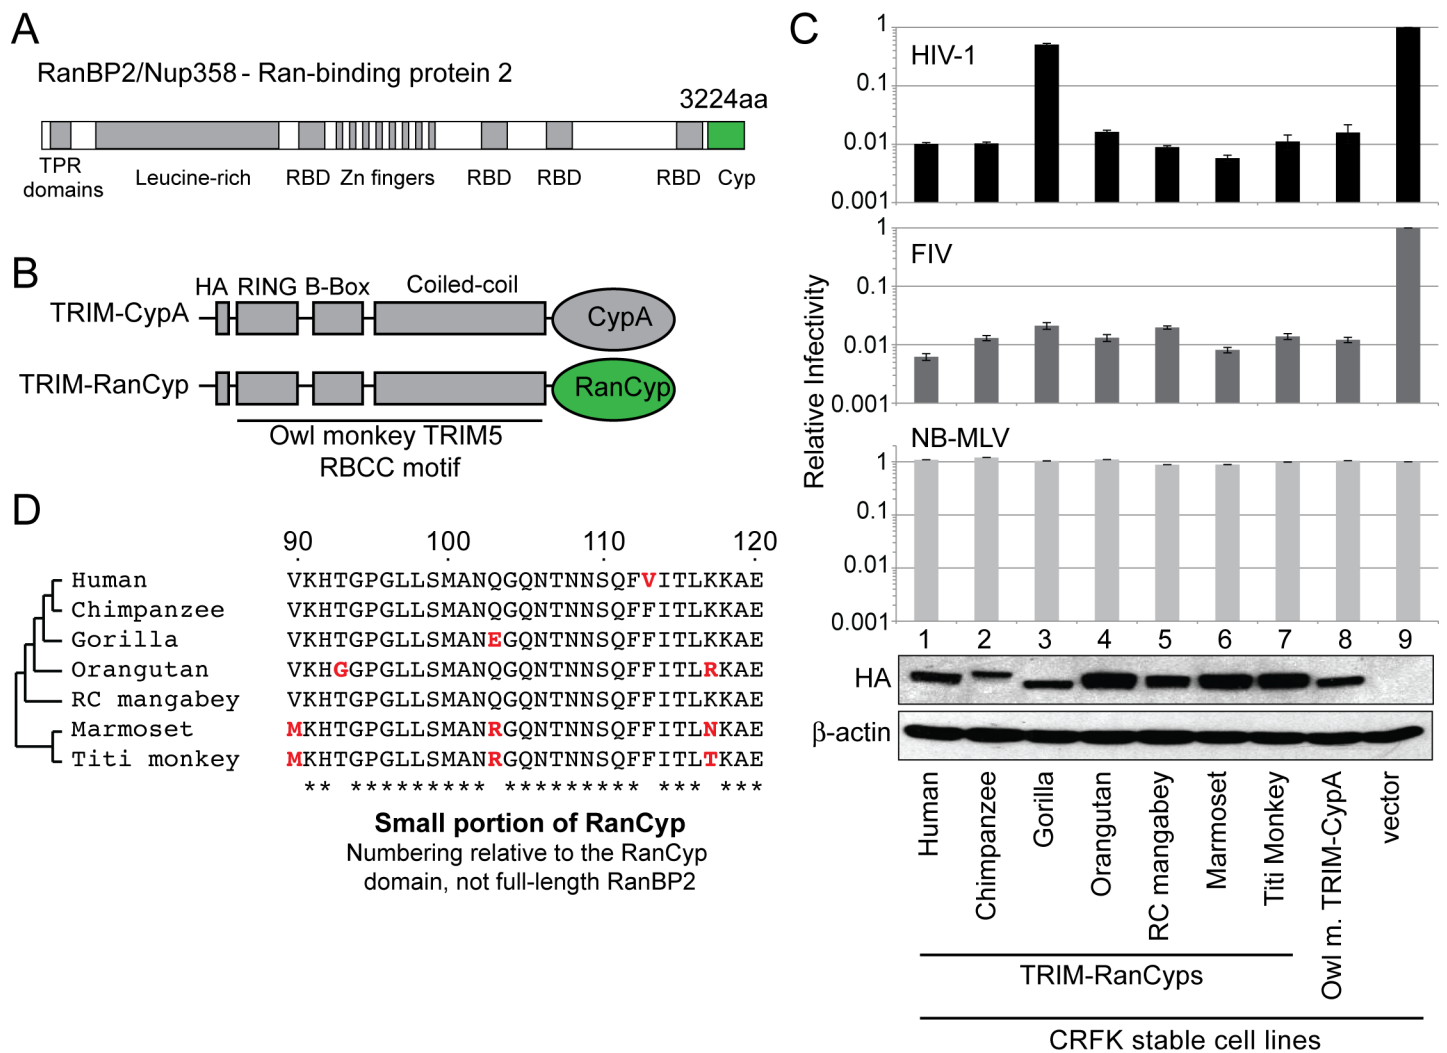 A
RanBP2/Nup358 - Ran-binding protein 2
3224aa
TPR domains
Leucine-rich
RBD
Zn fingers
RBD
RBD
RBD
Cyp
B
HA RING B-Box Coiled-coil
TRIM-CypA
CypA
TRIM-RanCyp
RanCyp
Owl monkey TRIM5
RBCC motif
C
Relative Infectivity
HIV-1
1
0.1
0.01
0.001
FIV
1
0.1
0.01
0.001
NB-MLV
1
0.1
0.01
0.001
1 2 3 4 5 6 7 8 9
HA
β-actin
Human
Chimpanzee
Gorilla
Orangutan
RC mangabey
Marmoset
Titi Monkey
Owl m. TRIM-CypA
vector
TRIM-RanCyps
CRFK stable cell lines
D
90 100 110 120
Human VKHTGPGLLSMANQGQNTNNSQFVITLKKAE
Chimpanzee VKHTGPGLLSMANQGQNTNNSQFFITLKKAE
Gorilla VKHTGPGLLSMANEGQNTNNSQFFITLKKAE
Orangutan VKHGGPGLLSMANQGQNTNNSQFFITLRKAE
RC mangabey VKHTGPGLLSMANQGQNTNNSQFFITLKKAE
Marmoset MKHTGPGLLSMANRGQNTNNSQFFITLNKAE
Titi monkey MKHTGPGLLSMANRGQNTNNSQFFITLTKAE
** ********* ********* *** ***
Small portion of RanCyp
Numbering relative to the RanCyp
domain, not full-length RanBP2